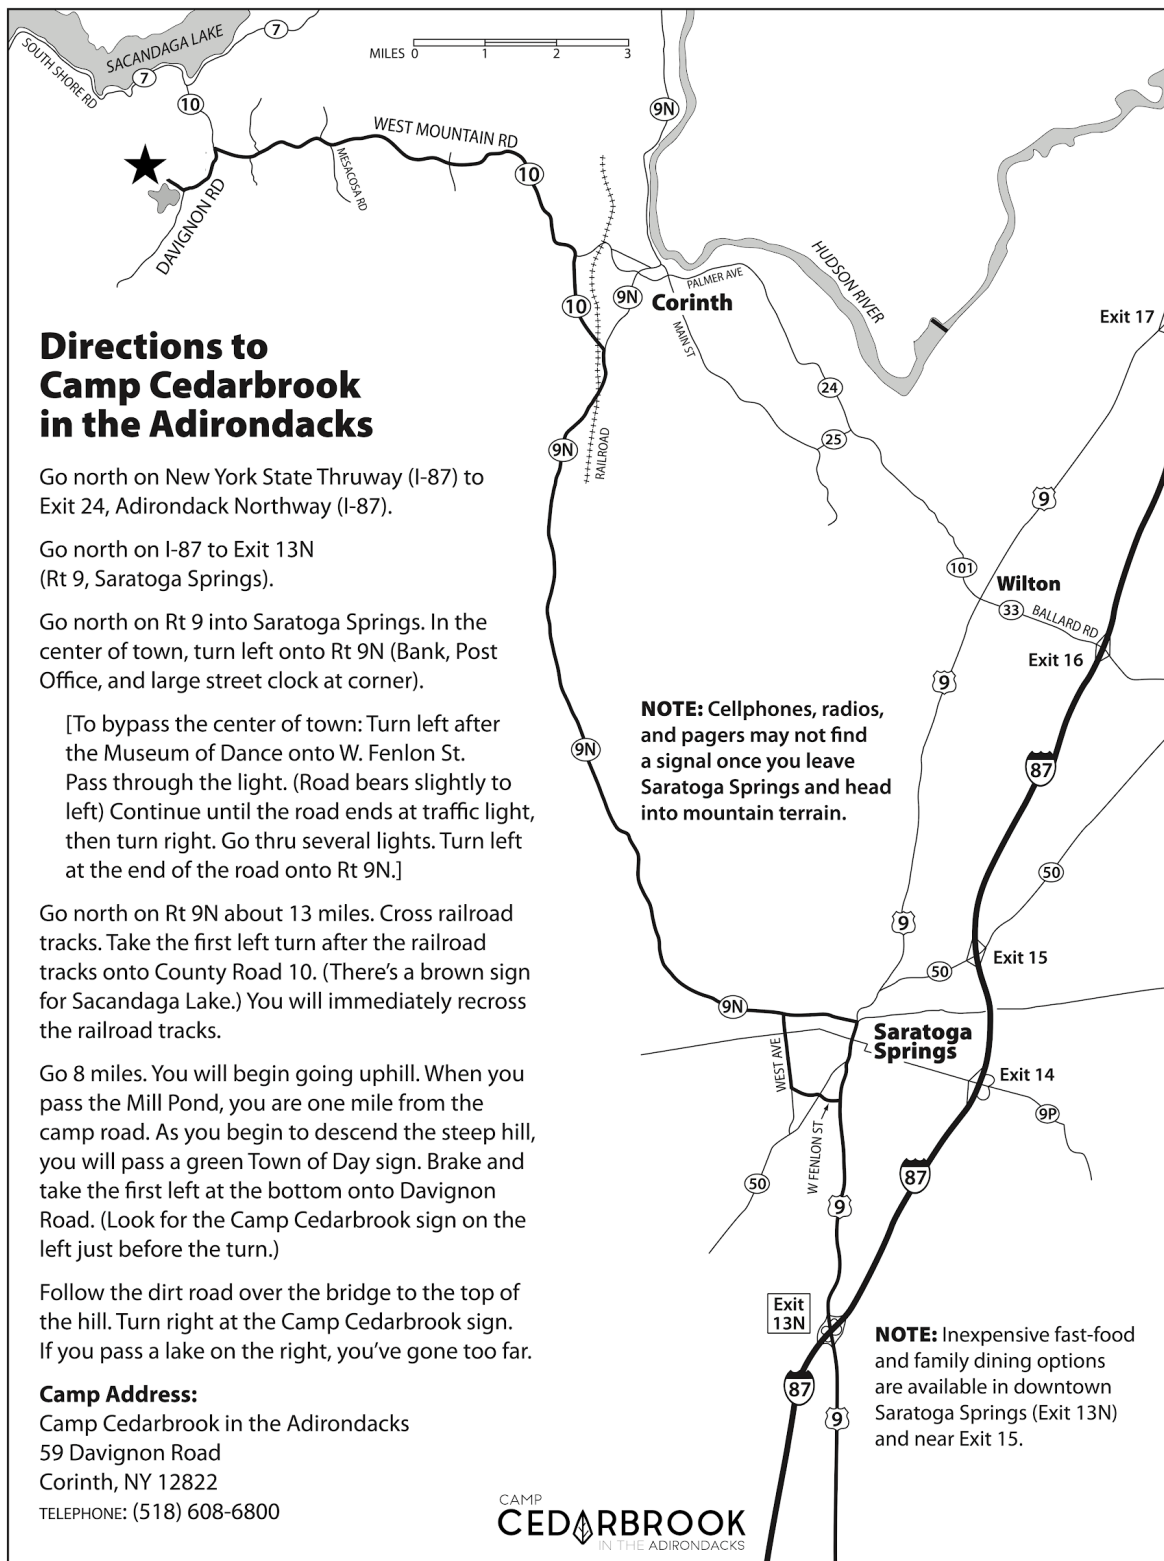 SACANDAGA LAKE
SOUTH SHORE RD
7
7
10
MILES 0 1 2 3
WEST MOUNTAIN RD
MESACOSA RD
DAVIGNON RD
10
9N
HUDSON RIVER
PALMER AVE
9N
Corinth
10
MAIN ST
Exit 17
24
25
9N
RAILROAD
9
101
Wilton
33
BALLARD RD
Exit 16
9
87
9N
50
9
Exit 15
50
9N
Saratoga
Springs
WEST AVE
Exit 14
9P
W FENLON ST
50
87
9
Exit
13N
87
9
Directions to
Camp Cedarbrook
in the Adirondacks
Go north on New York State Thruway (I-87) to
Exit 24, Adirondack Northway (I-87).
Go north on I-87 to Exit 13N
(Rt 9, Saratoga Springs).
Go north on Rt 9 into Saratoga Springs. In the
center of town, turn left onto Rt 9N (Bank, Post
Office, and large street clock at corner).
[To bypass the center of town: Turn left after
the Museum of Dance onto W. Fenlon St.
Pass through the light. (Road bears slightly to
left) Continue until the road ends at traffic light,
then turn right. Go thru several lights. Turn left
at the end of the road onto Rt 9N.]
Go north on Rt 9N about 13 miles. Cross railroad
tracks. Take the first left turn after the railroad
tracks onto County Road 10. (There's a brown sign
for Sacandaga Lake.) You will immediately recross
the railroad tracks.
Go 8 miles. You will begin going uphill. When you
pass the Mill Pond, you are one mile from the
camp road. As you begin to descend the steep hill,
you will pass a green Town of Day sign. Brake and
take the first left at the bottom onto Davignon
Road. (Look for the Camp Cedarbrook sign on the
left just before the turn.)
Follow the dirt road over the bridge to the top of
the hill. Turn right at the Camp Cedarbrook sign.
If you pass a lake on the right, you've gone too far.
Camp Address:
Camp Cedarbrook in the Adirondacks
59 Davignon Road
Corinth, NY 12822
TELEPHONE: (518) 608-6800
NOTE: Cellphones, radios,
and pagers may not find
a signal once you leave
Saratoga Springs and head
into mountain terrain.
NOTE: Inexpensive fast-food
and family dining options
are available in downtown
Saratoga Springs (Exit 13N)
and near Exit 15.
CAMP
CEDARBROOK
IN THE ADIRONDACKS